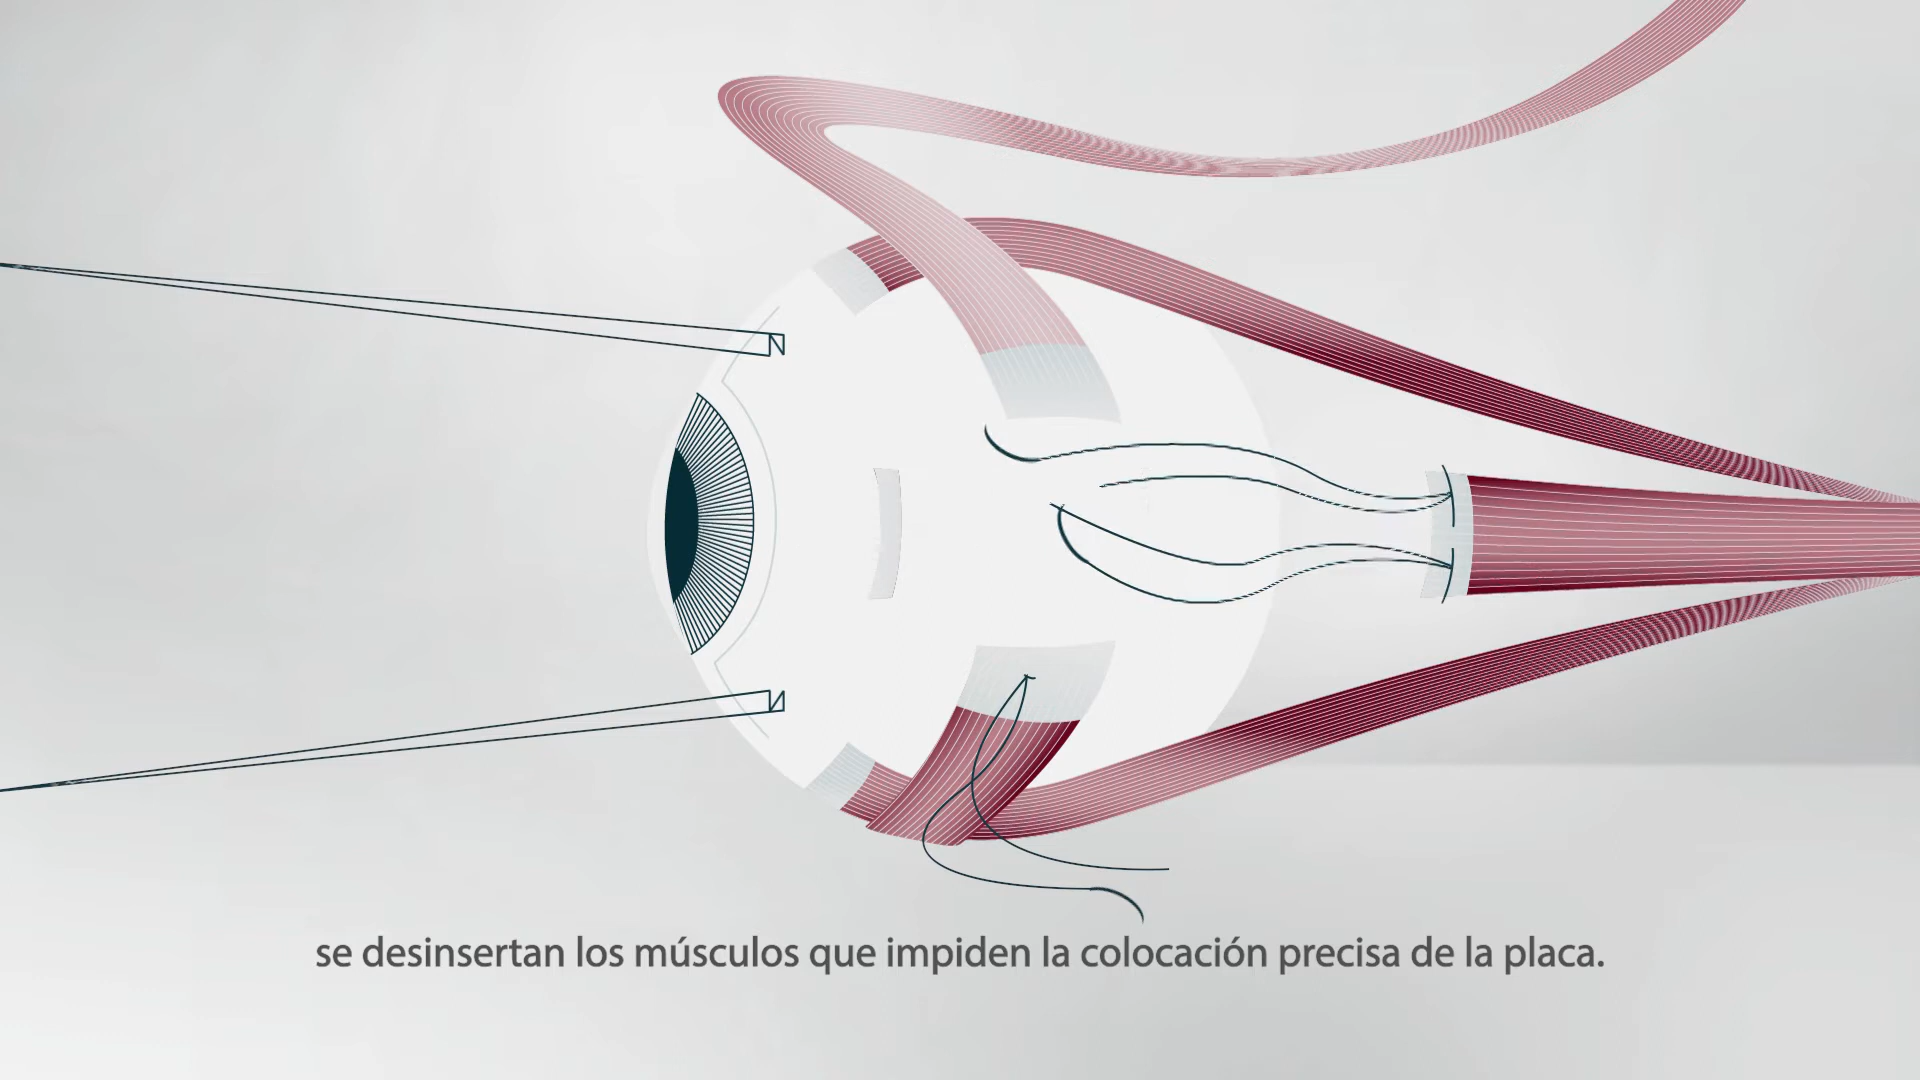 se desinsertan los músculos que impiden la colocación precisa de la placa.